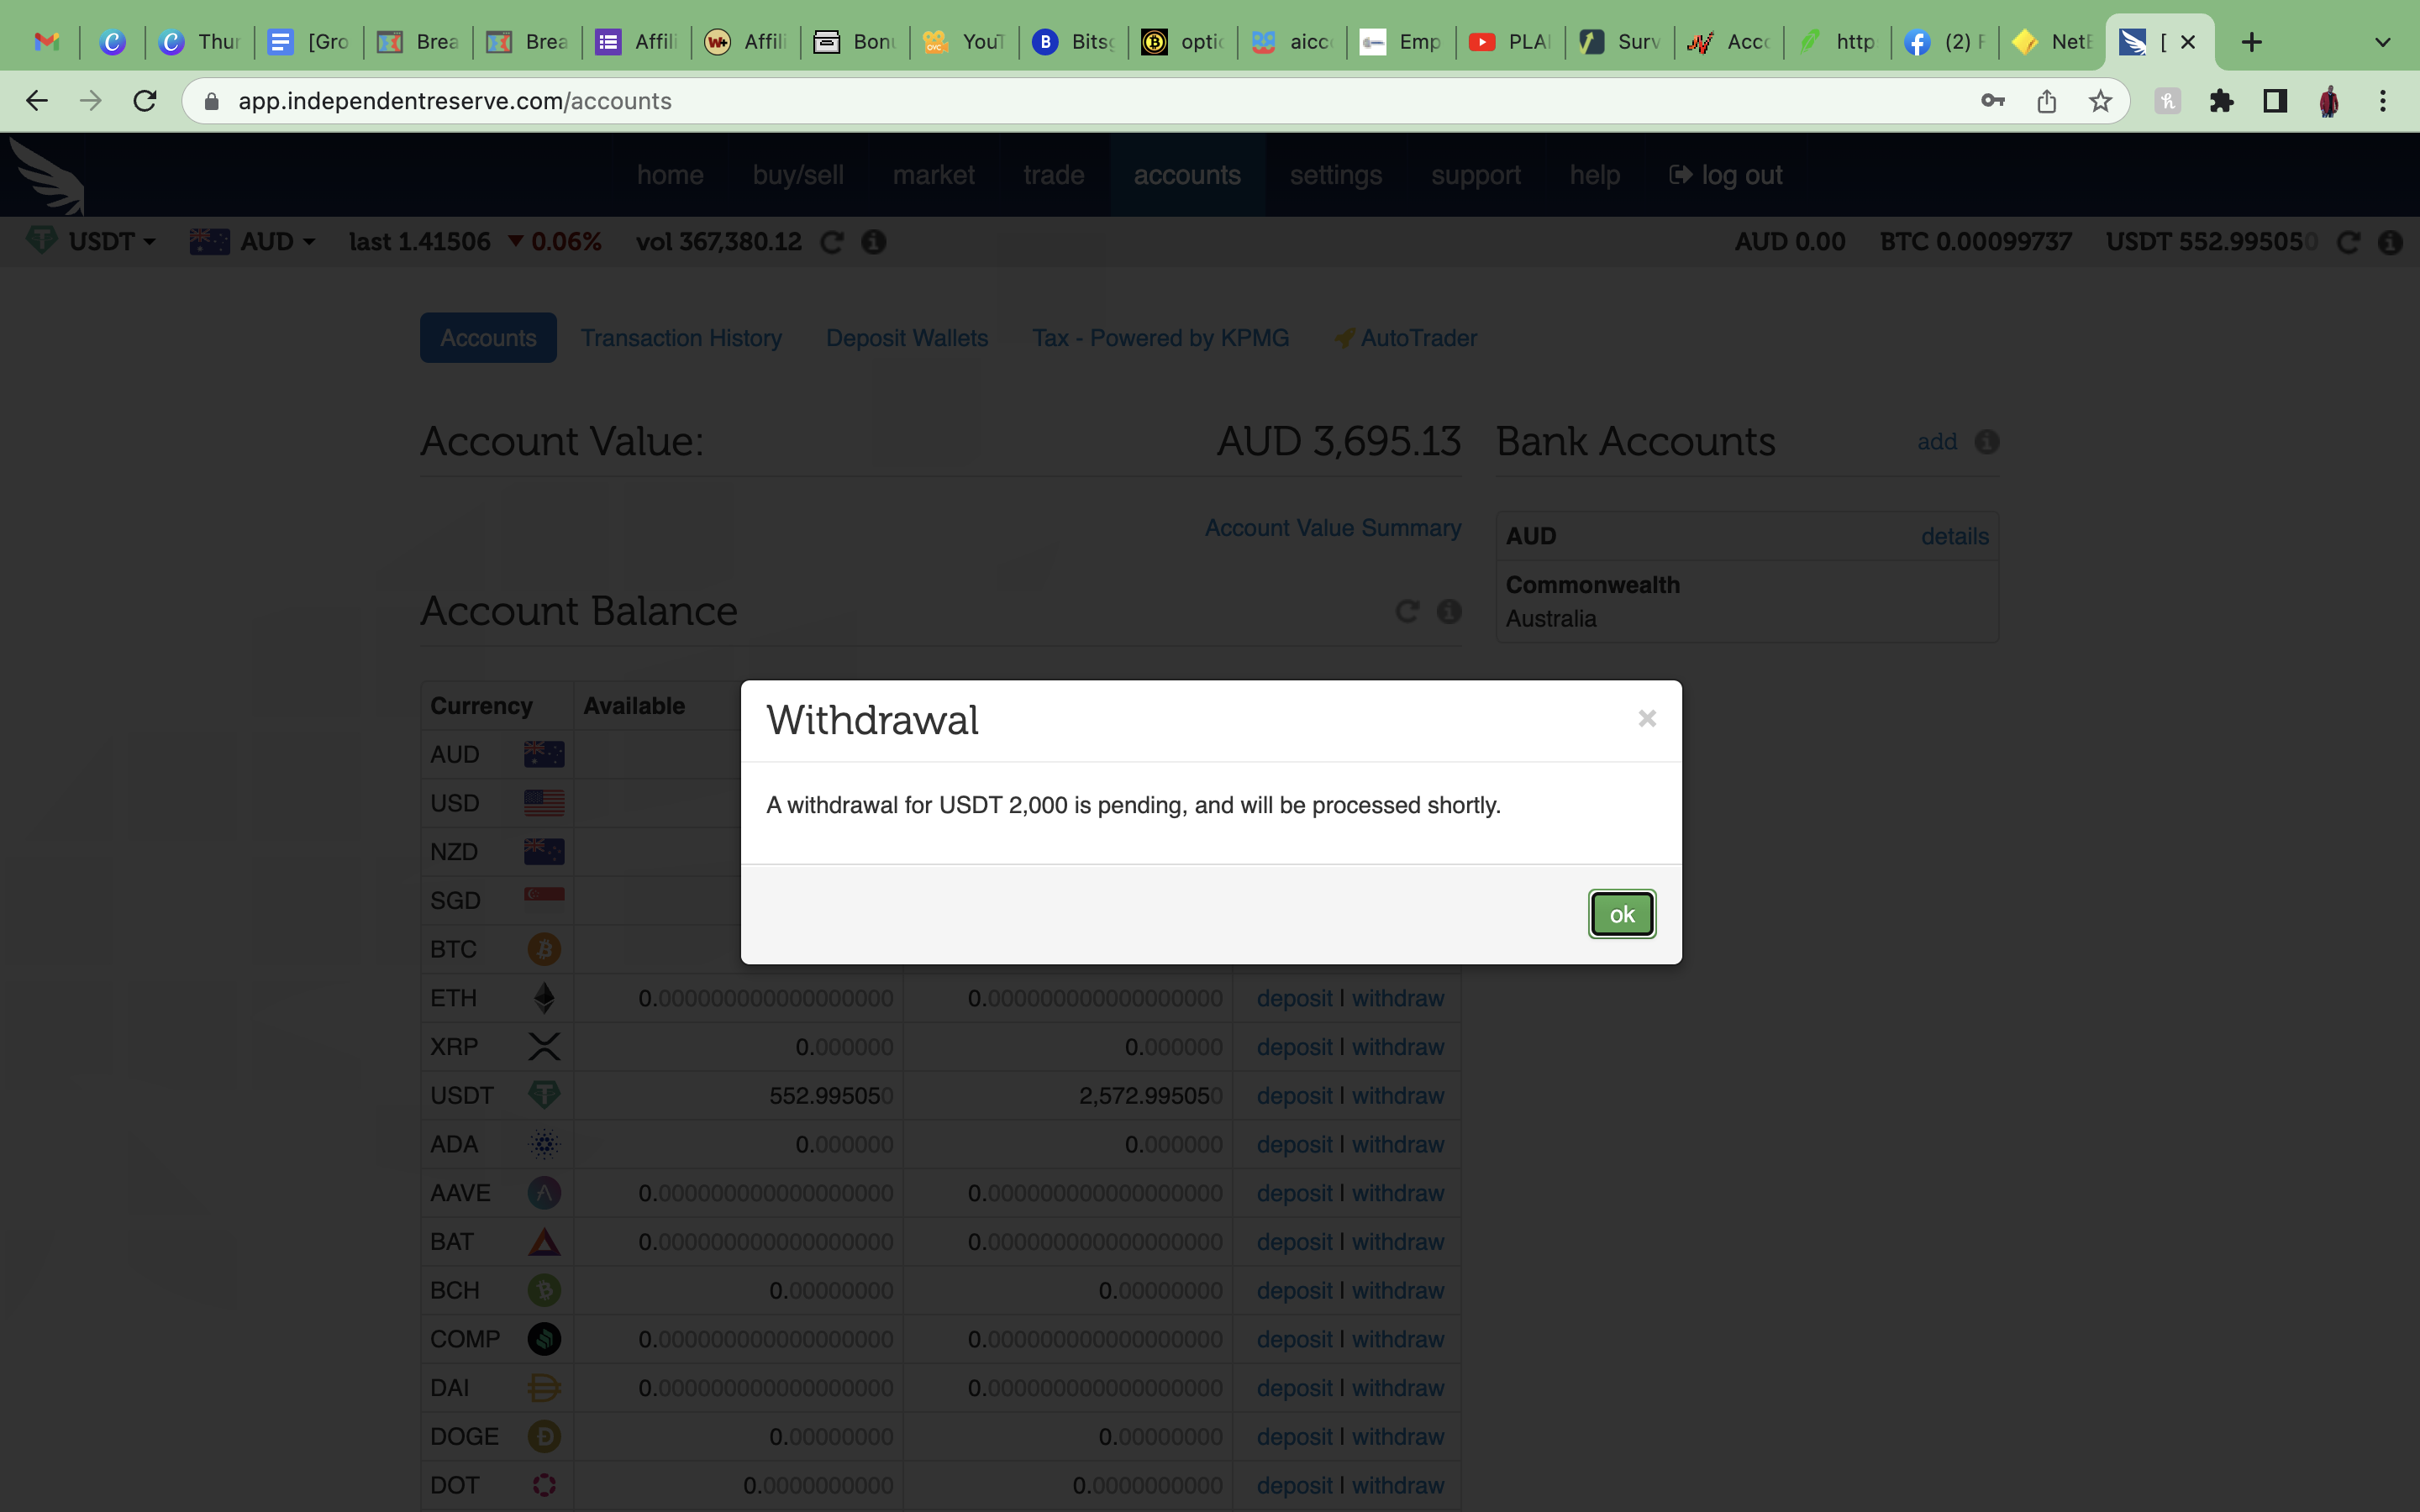 Thur
[Gro
Brea
Brea
Affili
Affili
Bonu
YouT
Bitsg
optic
aicc
Emp
PLAI
Surv
Acco
http
(2) F
NetE
[
app.independentreserve.com/accounts
home buy/sell market trade accounts settings support help log out
USDT AUD last 1.41506 0.06% vol 367,380.12 AUD 0.00 BTC 0.00099737 USDT 552.995050
Accounts Transaction History Deposit Wallets Tax - Powered by KPMG AutoTrader
Account Value: AUD 3,695.13
Bank Accounts add
Account Value Summary
AUD details
Commonwealth
Australia
Account Balance
Currency Available
AUD
USD
NZD
SGD
BTC
Withdrawal ×
A withdrawal for USDT 2,000 is pending, and will be processed shortly.
ok
ETH 0.000000000000000000 0.000000000000000000 deposit | withdraw
XRP 0.000000 0.000000 deposit | withdraw
USDT 552.995050 2,572.995050 deposit | withdraw
ADA 0.000000 0.000000 deposit | withdraw
AAVE 0.000000000000000000 0.000000000000000000 deposit | withdraw
BAT 0.000000000000000000 0.000000000000000000 deposit | withdraw
BCH 0.00000000 0.00000000 deposit | withdraw
COMP 0.000000000000000000 0.000000000000000000 deposit | withdraw
DAI 0.000000000000000000 0.000000000000000000 deposit | withdraw
DOGE 0.00000000 0.00000000 deposit | withdraw
DOT 0.0000000000 0.0000000000 deposit | withdraw